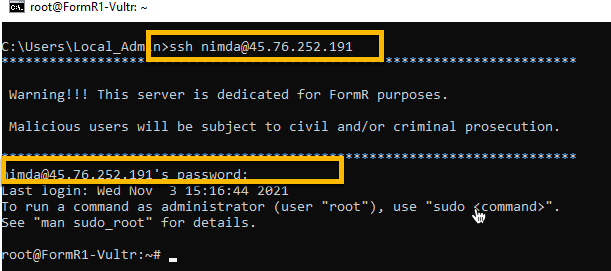 root@FormR1-Vultr: ~
C:\Users\Local_Admin>ssh nimda@45.76.252.191
***********************************************************************
Warning!!! This server is dedicated for FormR purposes.
Malicious users will be subject to civil and/or criminal prosecution.
***********************************************************************
nimda@45.76.252.191's password:
Last login: Wed Nov  3 15:16:44 2021
To run a command as administrator (user "root"), use "sudo <command>".
See "man sudo_root" for details.
root@FormR1-Vultr:~# _